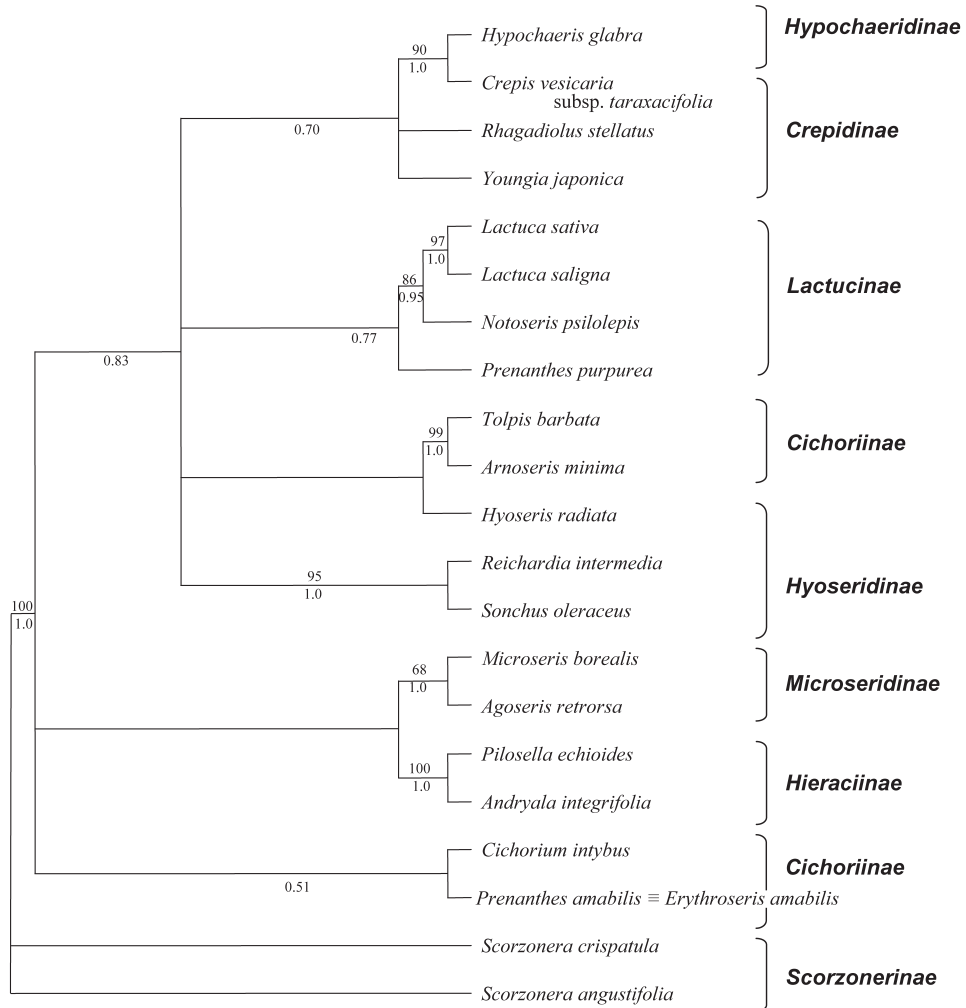 Hypochaeridinae
Hypochaeris glabra
90
1.0
Crepis vesicaria
subsp. taraxacifolia
Crepidinae
0.70
Rhagadiolus stellatus
Youngia japonica
Lactuca sativa
97
1.0
Lactuca saligna
Lactucinae
86
0.95
Notoseris psilolepis
0.77
0.83
Prenanthes purpurea
Tolpis barbata
99
1.0
Cichoriinae
Arnoseris minima
Hyoseris radiata
Reichardia intermedia
95
1.0
Hyoseridinae
Sonchus oleraceus
100
1.0
Microseris borealis
68
1.0
Microseridinae
Agoseris retrorsa
Pilosella echioides
100
1.0
Hieraciinae
Andryala integrifolia
Cichorium intybus
Cichoriinae
0.51
Prenanthes amabilis ≡ Erythroseris amabilis
Scorzonera crispatula
Scorzonerinae
Scorzonera angustifolia